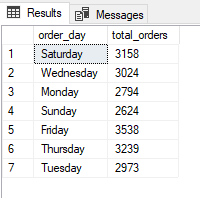 Results Messages
order_day total_orders
1 Saturday 3158
2 Wednesday 3024
3 Monday 2794
4 Sunday 2624
5 Friday 3538
6 Thursday 3239
7 Tuesday 2973